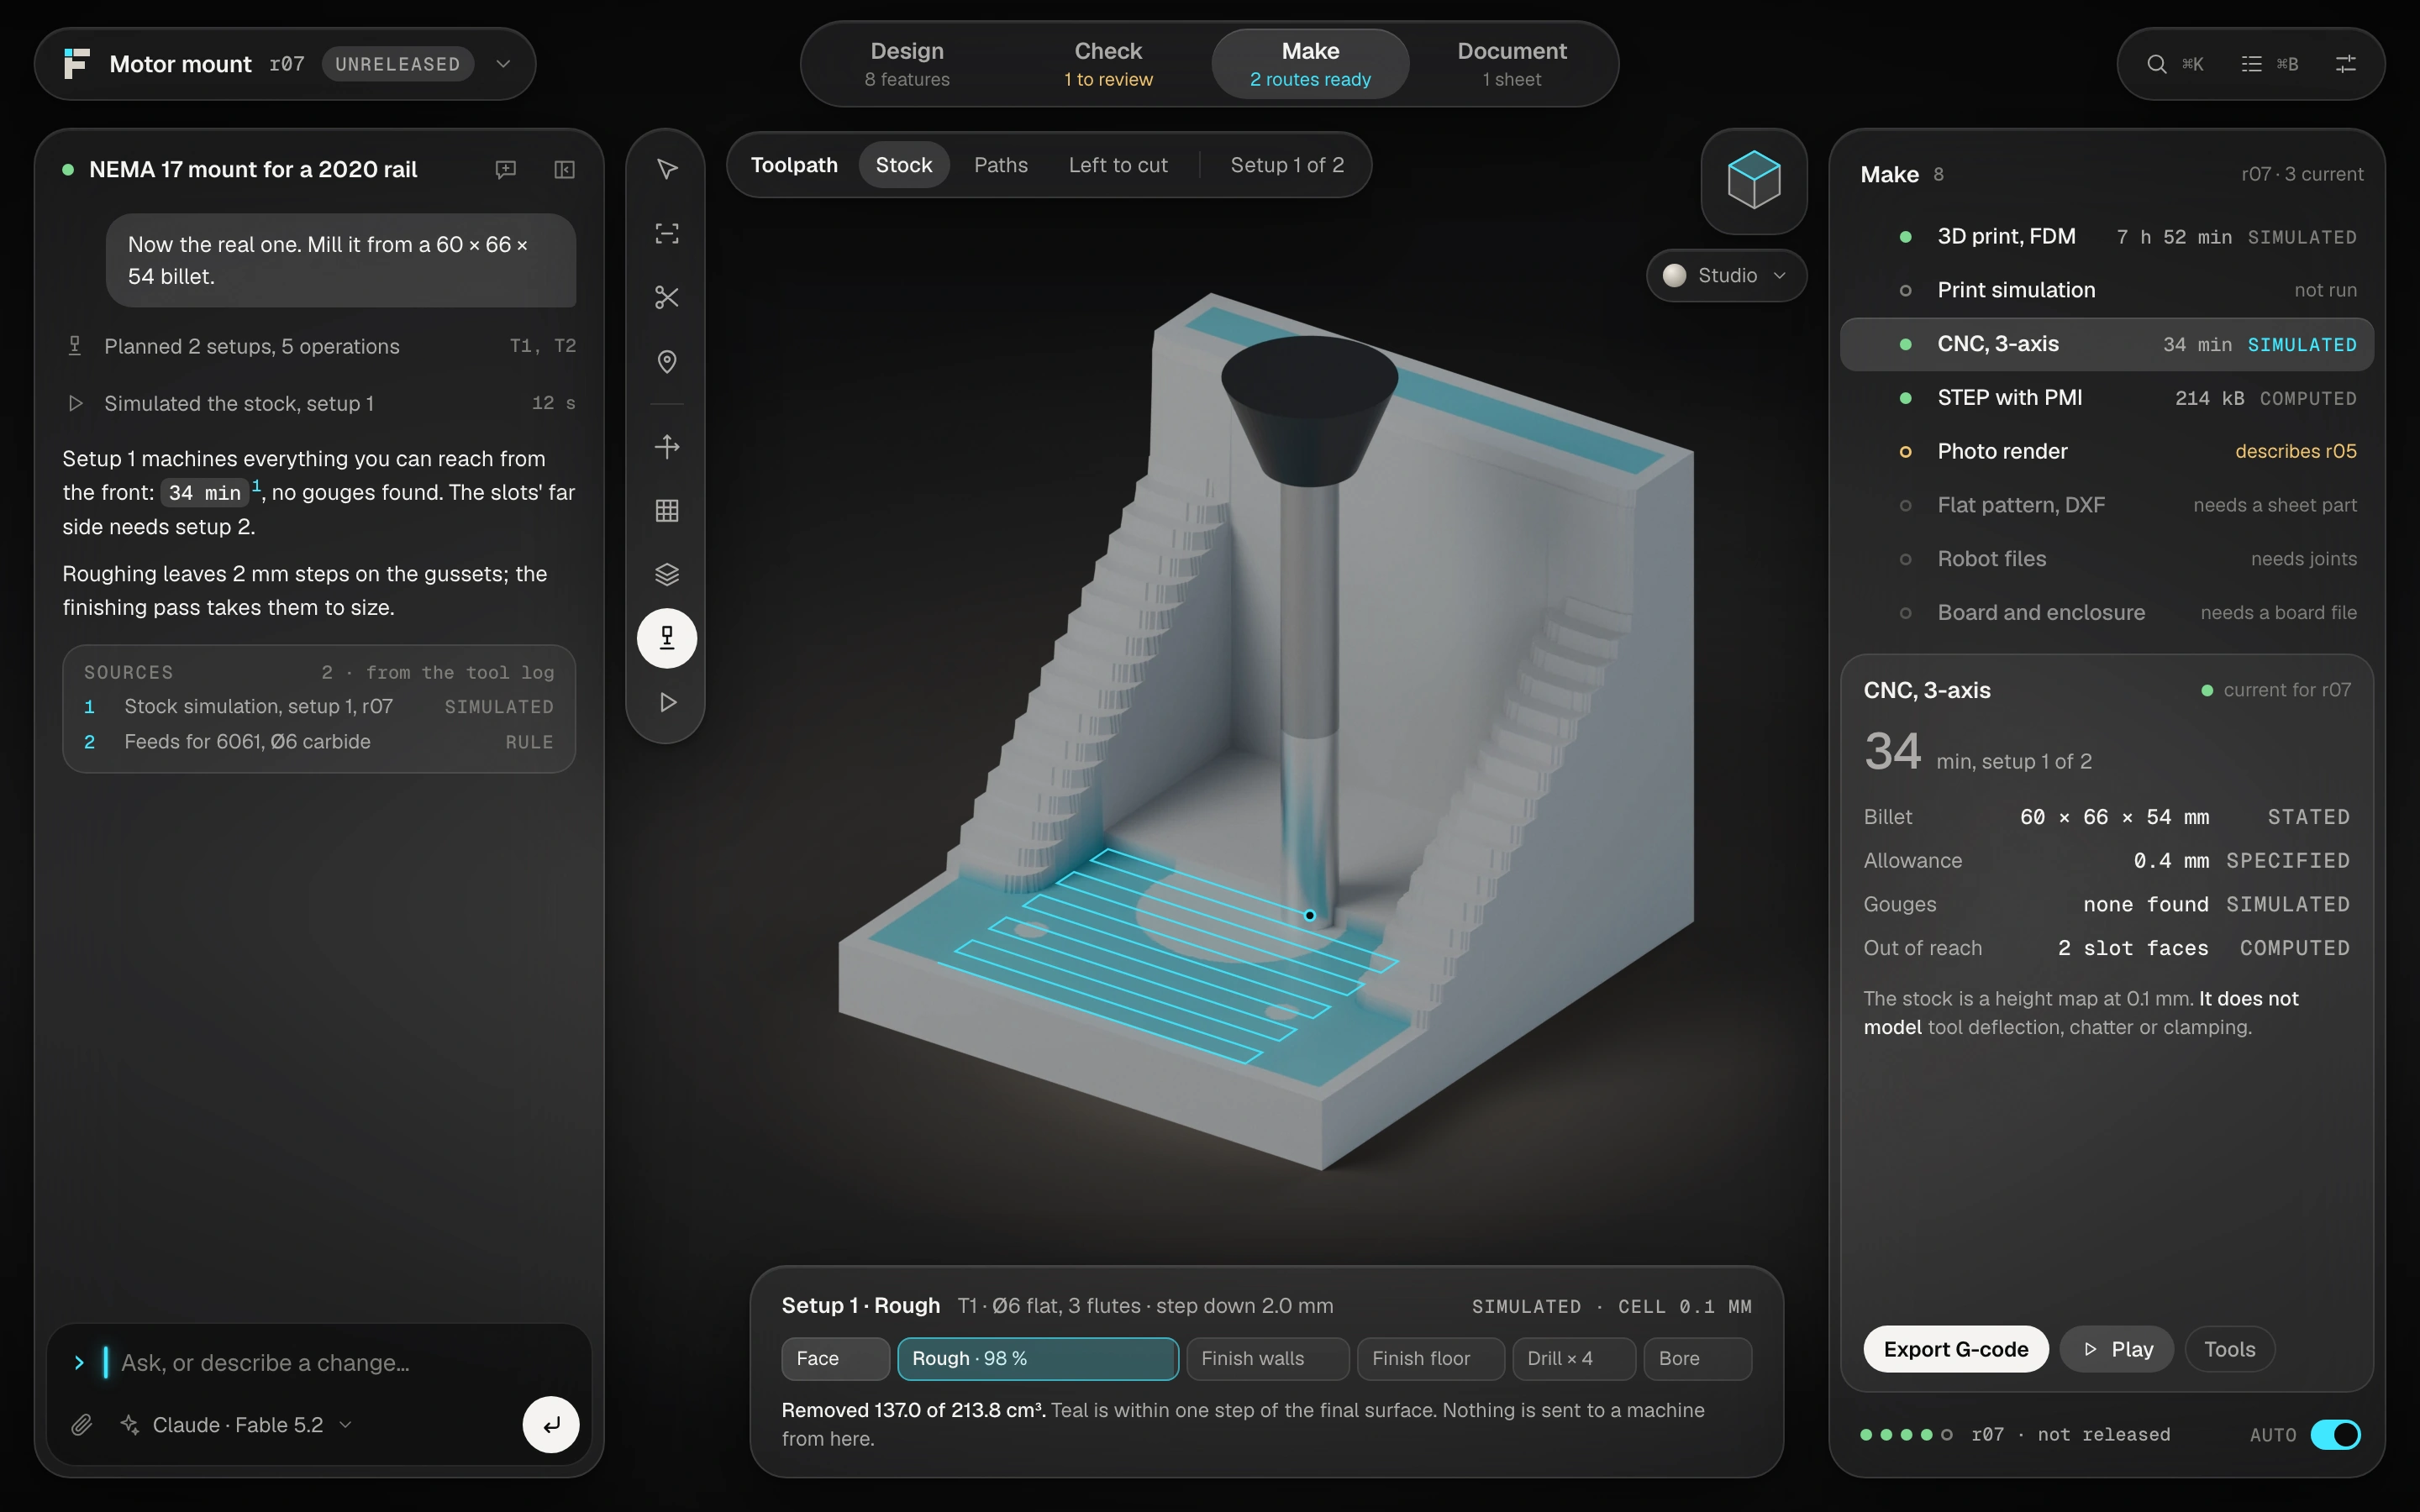 Motor mount r07 UNRELEASED
Design
8 features
Check
1 to review
Make
2 routes ready
Document
1 sheet
⌘K
⌘B
NEMA 17 mount for a 2020 rail
Now the real one. Mill it from a 60 × 66 ×
54 billet.
Planned 2 setups, 5 operations T1, T2
Simulated the stock, setup 1 12 s
Setup 1 machines everything you can reach from
the front: 34 min 1, no gouges found. The slots' far
side needs setup 2.
Roughing leaves 2 mm steps on the gussets; the
finishing pass takes them to size.
SOURCES 2 · from the tool log
1 Stock simulation, setup 1, r07 SIMULATED
2 Feeds for 6061, Ø6 carbide RULE
Ask, or describe a change…
Claude · Fable 5.2
Toolpath Stock Paths Left to cut Setup 1 of 2
Studio
Setup 1 · Rough T1 · Ø6 flat, 3 flutes · step down 2.0 mm SIMULATED · CELL 0.1 MM
Face Rough · 98 % Finish walls Finish floor Drill × 4 Bore
Removed 137.0 of 213.8 cm³. Teal is within one step of the final surface. Nothing is sent to a machine
from here.
Make 8 r07 · 3 current
3D print, FDM 7 h 52 min SIMULATED
Print simulation not run
CNC, 3-axis 34 min SIMULATED
STEP with PMI 214 kB COMPUTED
Photo render describes r05
Flat pattern, DXF needs a sheet part
Robot files needs joints
Board and enclosure needs a board file
CNC, 3-axis current for r07
34 min, setup 1 of 2
Billet 60 × 66 × 54 mm STATED
Allowance 0.4 mm SPECIFIED
Gouges none found SIMULATED
Out of reach 2 slot faces COMPUTED
The stock is a height map at 0.1 mm. It does not
model tool deflection, chatter or clamping.
Export G-code Play Tools
r07 · not released AUTO